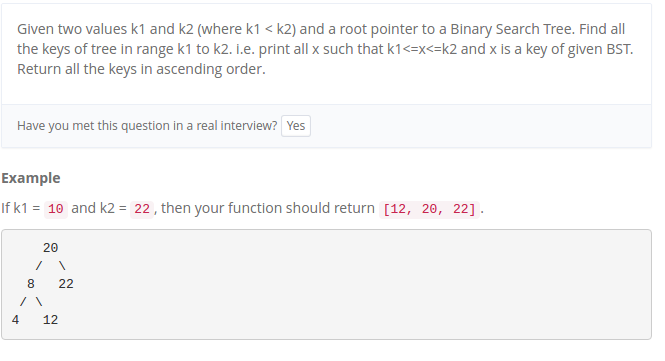 Given two values k1 and k2 (where k1 < k2) and a root pointer to a Binary Search Tree. Find all
the keys of tree in range k1 to k2. i.e. print all x such that k1<=x<=k2 and x is a key of given BST.
Return all the keys in ascending order.
Have you met this question in a real interview? Yes
Example
If k1 = 10 and k2 = 22 , then your function should return [12, 20, 22] .
    20
   /  \
  8   22
 / \
4   12